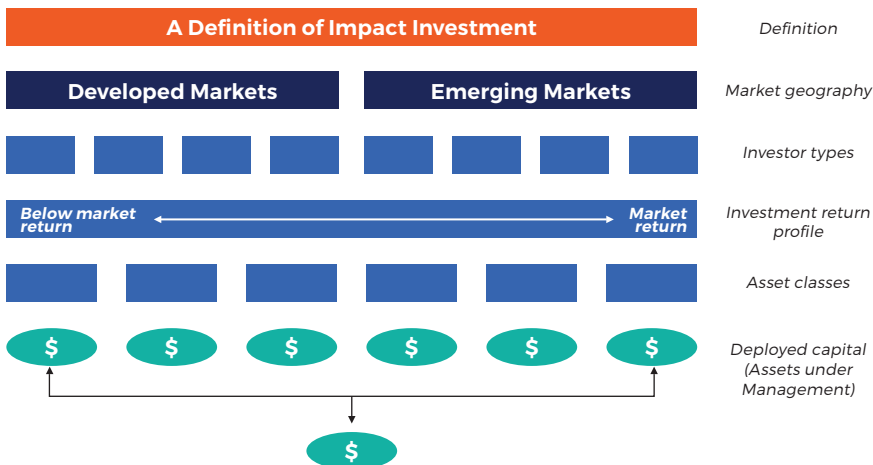 A Definition of Impact Investment
Definition
Developed Markets
Emerging Markets
Market geography
Investor types
Below market
return
Market
return
Investment return
profile
Asset classes
$ $ $ $ $ $
Deployed capital
(Assets under
Management)
$